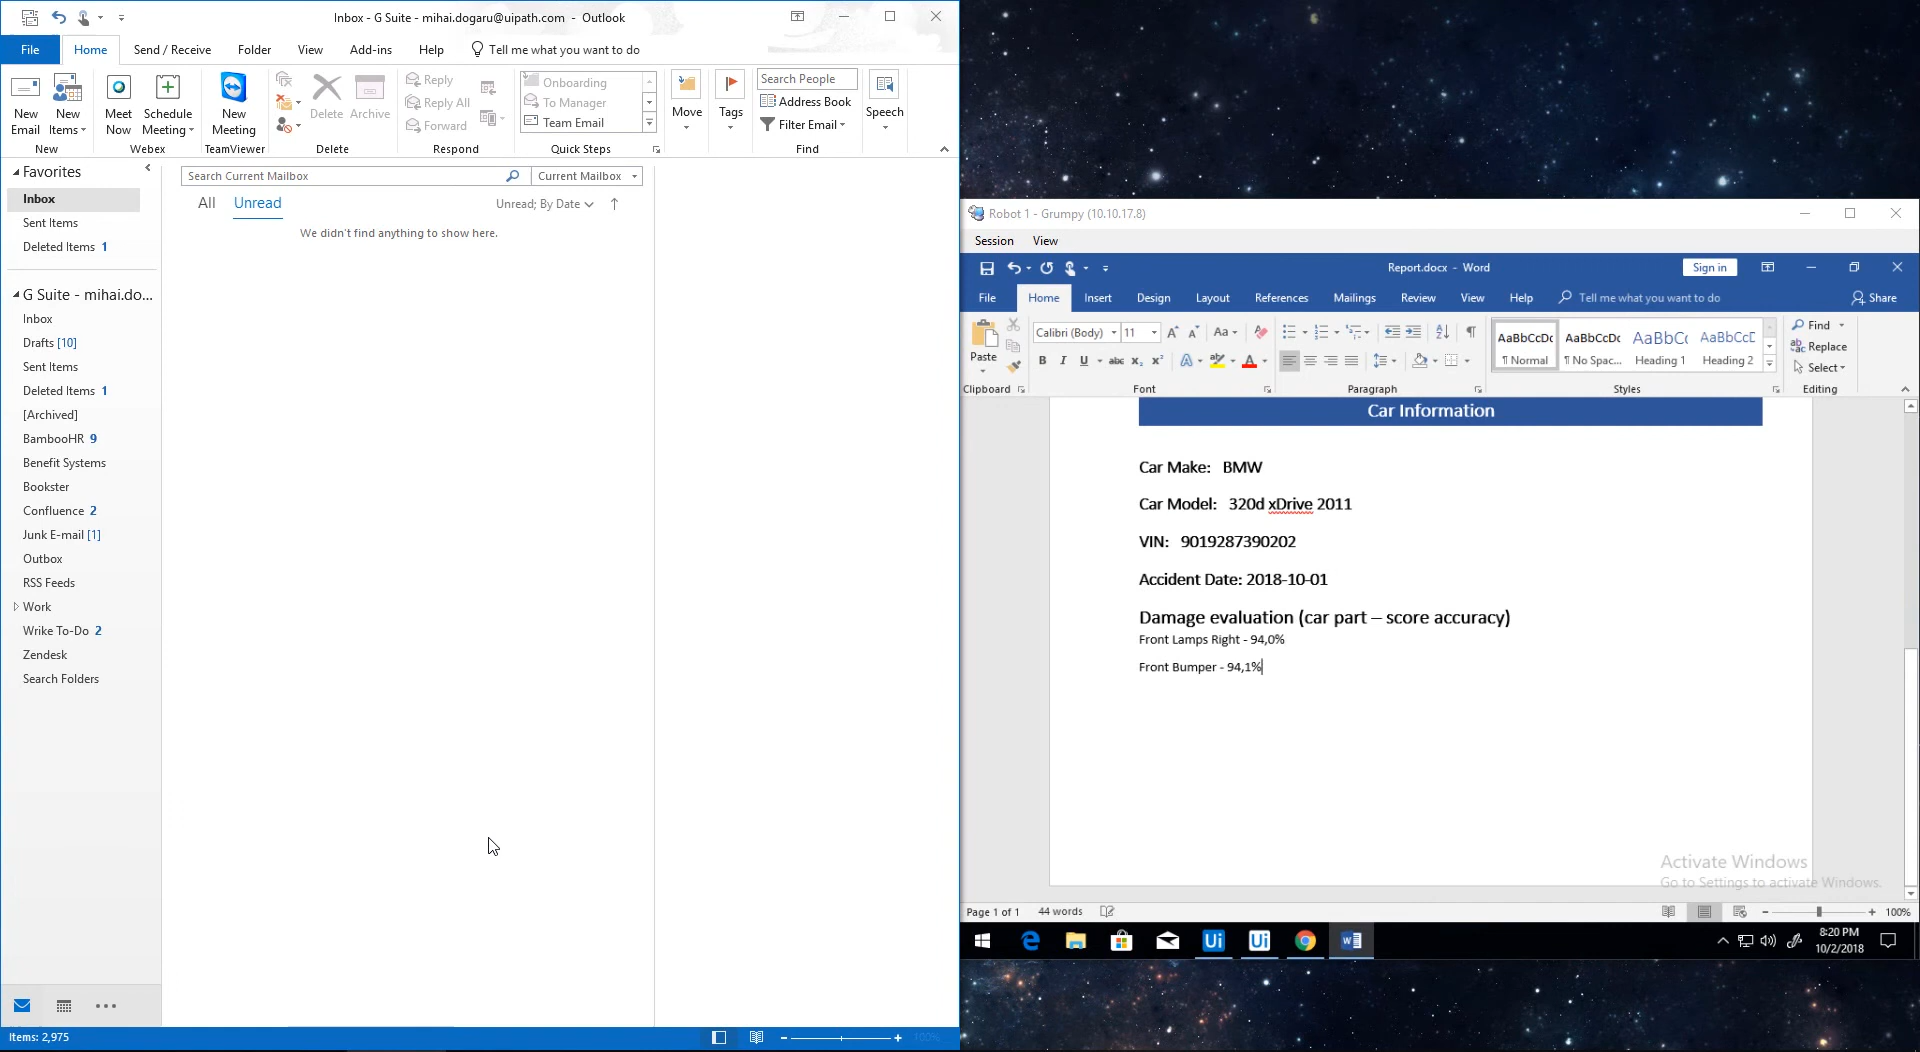 Inbox - G Suite - mihai.dogaru@uipath.com - Outlook
File Home Send / Receive Folder View Add-ins Help Tell me what you want to do
New Email
New Items
New
Meet Now
Schedule Meeting
Webex
New Meeting
TeamViewer
Delete
Archive
Delete
Reply
Reply All
Forward
Respond
Onboarding
To Manager
Team Email
Quick Steps
Move
Tags
Search People
Address Book
Filter Email
Find
Speech
Favorites
Inbox
Sent Items
Deleted Items 1
G Suite - mihai.do...
Inbox
Drafts [10]
Sent Items
Deleted Items 1
[Archived]
BambooHR 9
Benefit Systems
Bookster
Confluence 2
Junk E-mail [1]
Outbox
RSS Feeds
Work
Wrike To-Do 2
Zendesk
Search Folders
Search Current Mailbox Current Mailbox
All Unread Unread; By Date
We didn't find anything to show here.
Items: 2,975
100%
Robot 1 - Grumpy (10.10.17.8)
Session View
Report.docx - Word
Sign in
File Home Insert Design Layout References Mailings Review View Help Tell me what you want to do Share
Paste
Clipboard
Calibri (Body) 11
Font
Paragraph
AaBbCcDc AaBbCcDc AaBbCc AaBbCcD
¶ Normal ¶ No Spac... Heading 1 Heading 2
Styles
Find
Replace
Select
Editing
Car Information
Car Make: BMW
Car Model: 320d xDrive 2011
VIN: 9019287390202
Accident Date: 2018-10-01
Damage evaluation (car part – score accuracy)
Front Lamps Right - 94,0%
Front Bumper - 94,1%
Activate Windows
Go to Settings to activate Windows.
Page 1 of 1 44 words 100%
8:20 PM
10/2/2018